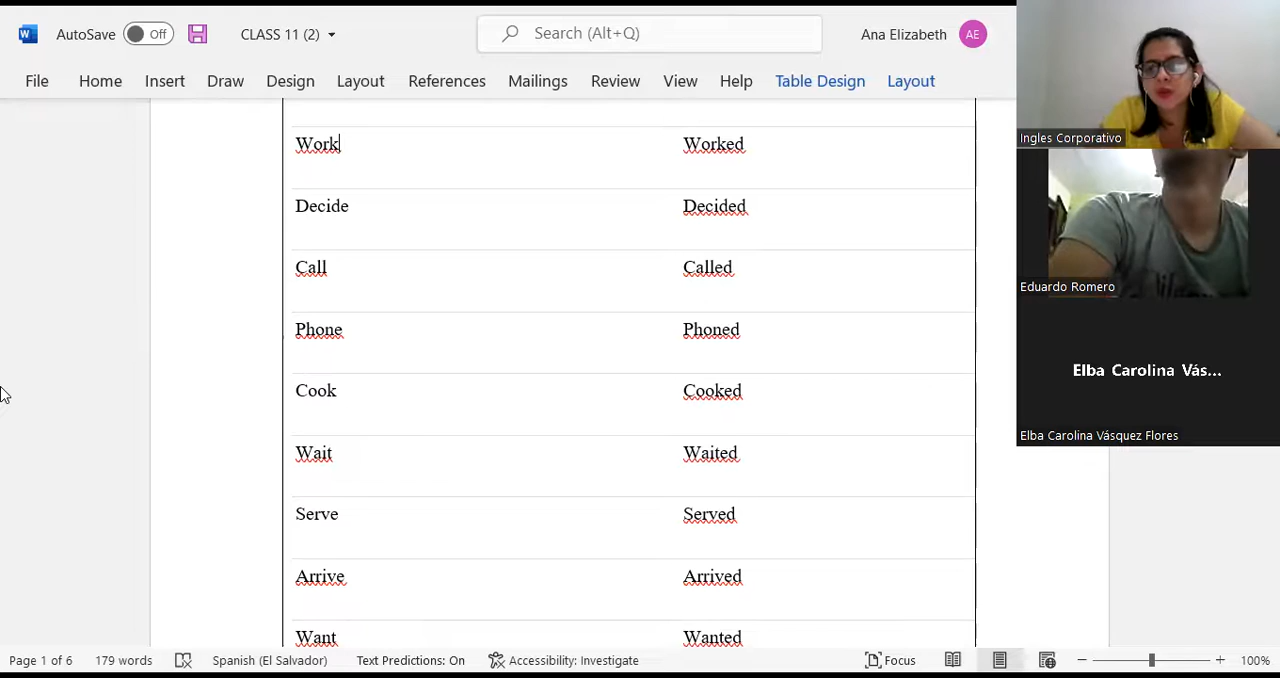 AutoSave Off CLASS 11 (2) Search (Alt+Q) Ana Elizabeth AE
File Home Insert Draw Design Layout References Mailings Review View Help Table Design Layout
Ingles Corporativo
Work Worked
Decide Decided
Call Called
Eduardo Romero
Phone Phoned
Elba Carolina Vás...
Cook Cooked
Elba Carolina Vásquez Flores
Wait Waited
Serve Served
Arrive Arrived
Want Wanted
Page 1 of 6 179 words Spanish (El Salvador) Text Predictions: On Accessibility: Investigate Focus 100%